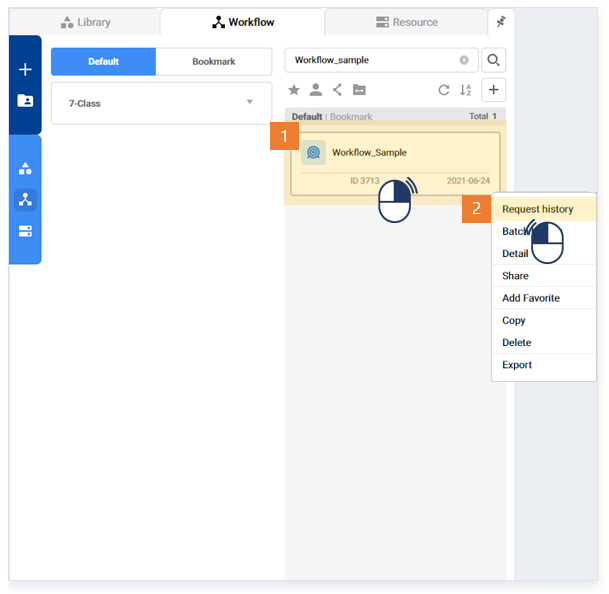 Library
Workflow
Resource
Default
Bookmark
7-Class
Workflow_sample
Default | Bookmark
Total 1
1
Workflow_Sample
ID 3713
2021-06-24
2
Request history
Batch
Detail
Share
Add Favorite
Copy
Delete
Export